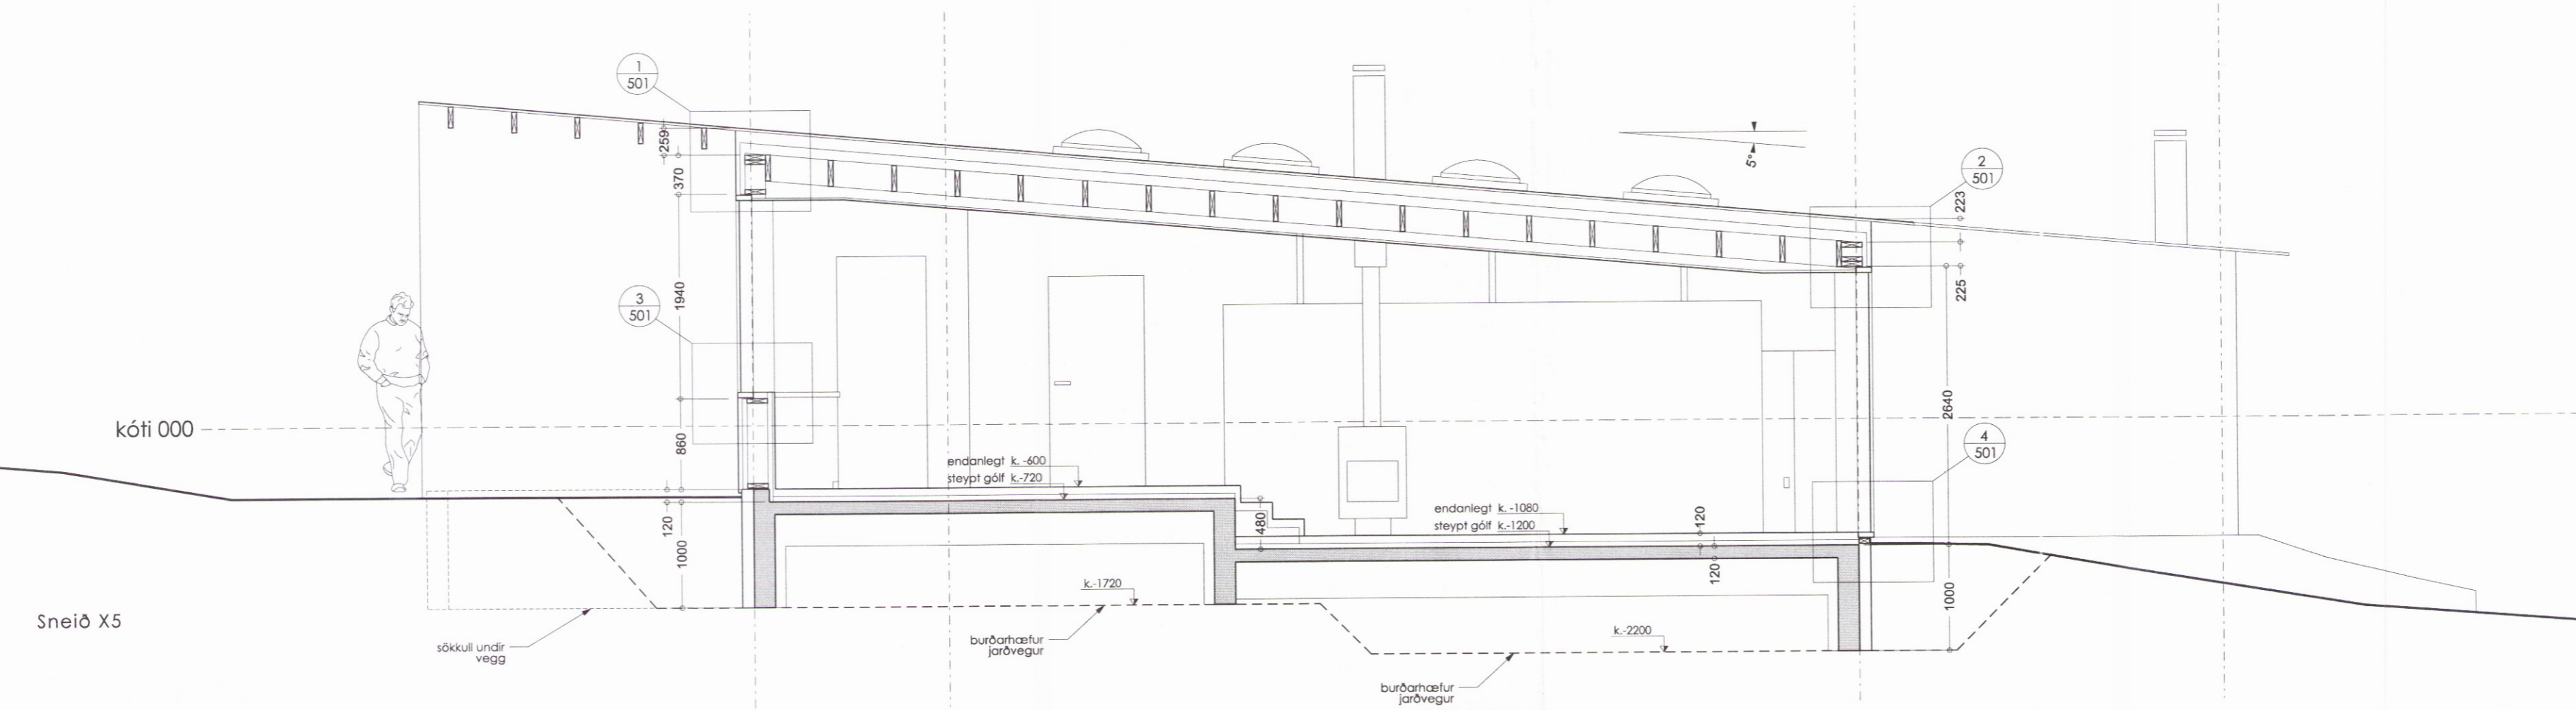 1
501
259
370
5°
2
501
223
225
3
501
1940
2640
kóti 000
860
4
501
endanlegt k. -600
steypt gólf k.-720
480
endanlegt k. -1080
steypt gólf k.-1200
120
120
120
1000
k.-1720
1000
Sneið X5
sökkull undir
vegg
burðarhæfur
jarðvegur
k.-2200
burðarhæfur
jarðvegur